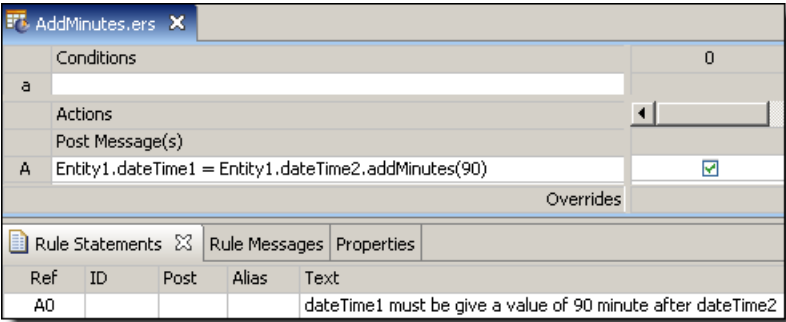 AddMinutes.ers
Conditions 0
a
Actions
Post Message(s)
A Entity1.dateTime1 = Entity1.dateTime2.addMinutes(90)
Overrides
Rule Statements Rule Messages Properties
Ref ID Post Alias Text
A0 dateTime1 must be give a value of 90 minute after dateTime2